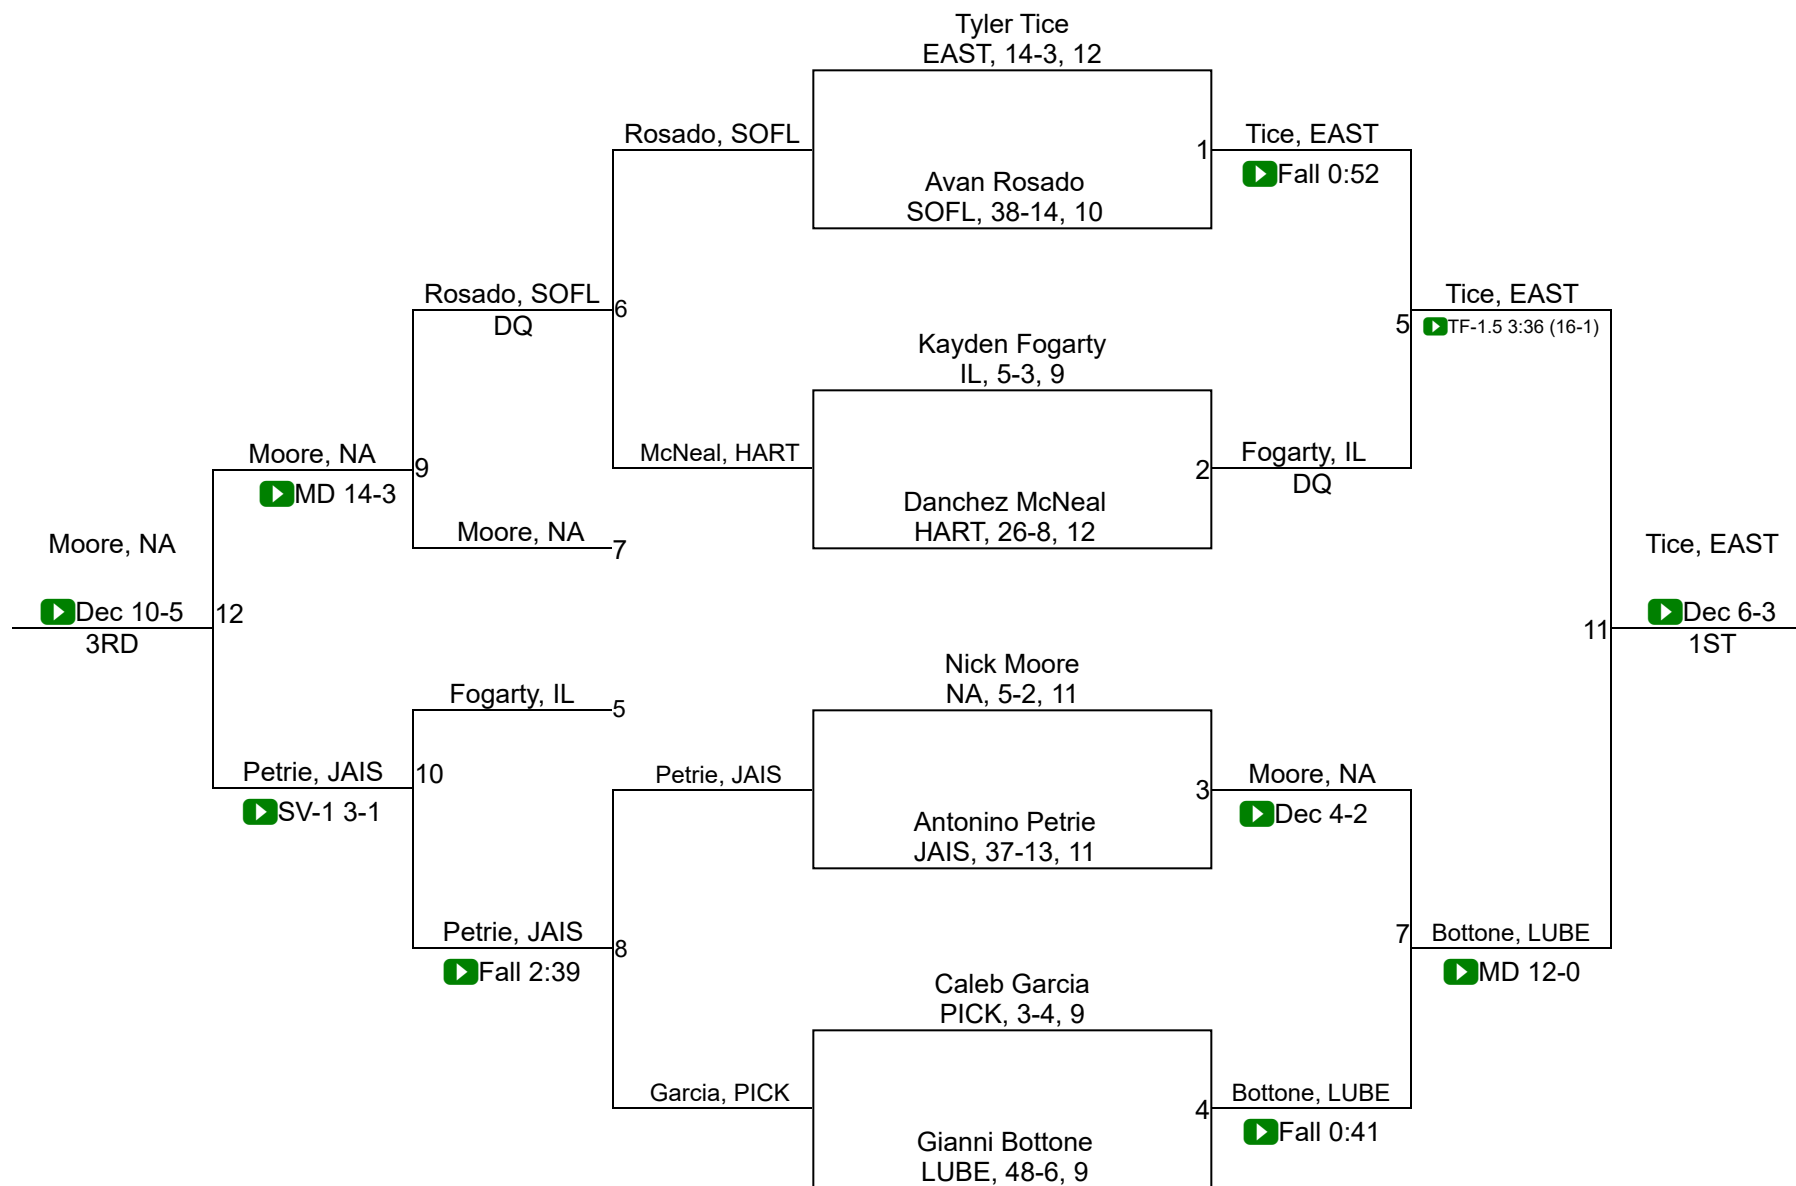 Tyler Tice
EAST, 14-3, 12
Rosado, SOFL
1
Tice, EAST
Fall 0:52
Avan Rosado
SOFL, 38-14, 10
Rosado, SOFL
DQ
6
Tice, EAST
5
TF-1.5 3:36 (16-1)
Kayden Fogarty
IL, 5-3, 9
Moore, NA
MD 14-3
9
McNeal, HART
2
Fogarty, IL
DQ
Danchez McNeal
HART, 26-8, 12
Moore, NA
7
Moore, NA
Dec 10-5
3RD
12
Tice, EAST
11
Dec 6-3
1ST
Nick Moore
NA, 5-2, 11
Fogarty, IL
5
Petrie, JAIS
SV-1 3-1
10
Petrie, JAIS
3
Moore, NA
Dec 4-2
Antonino Petrie
JAIS, 37-13, 11
Petrie, JAIS
Fall 2:39
8
7
Bottone, LUBE
MD 12-0
Caleb Garcia
PICK, 3-4, 9
Garcia, PICK
4
Bottone, LUBE
Fall 0:41
Gianni Bottone
LUBE, 48-6, 9